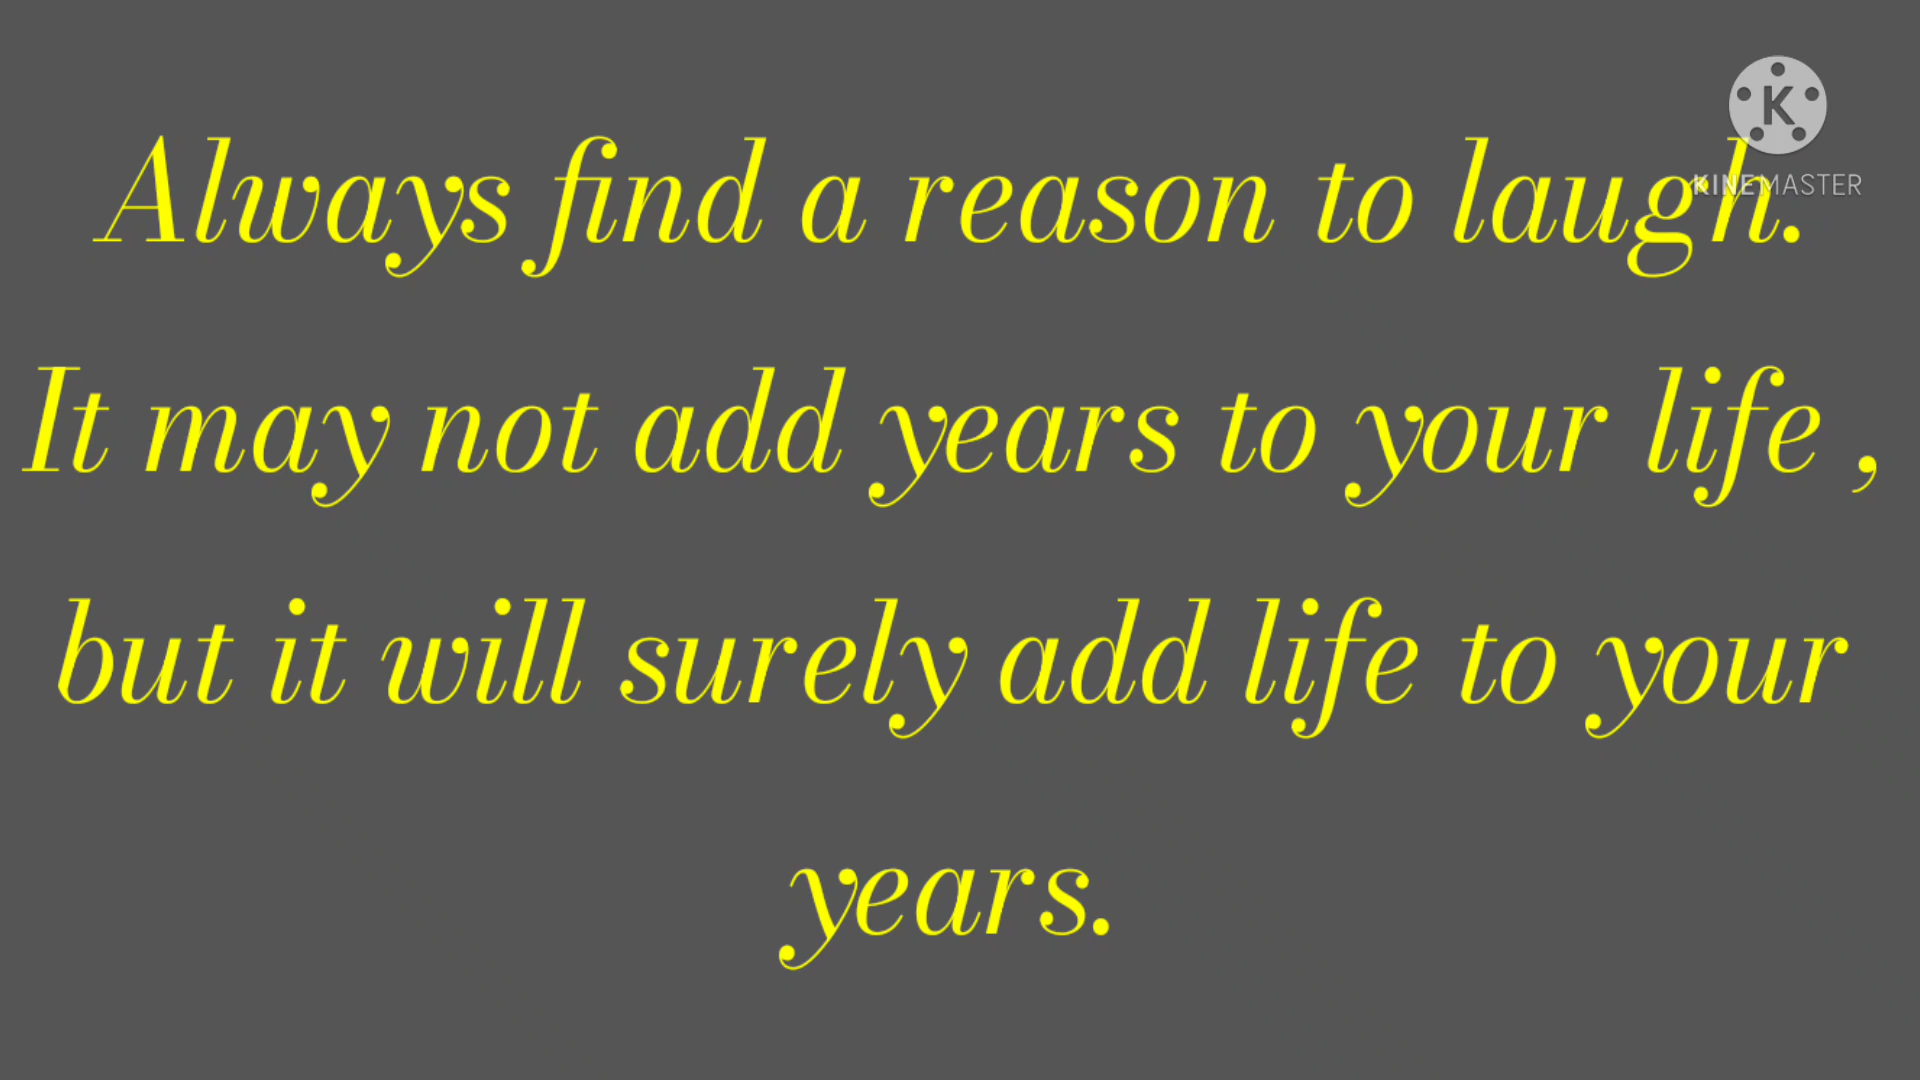 K
KINEMASTER
Always find a reason to laugh.
It may not add years to your life ,
but it will surely add life to your
years.